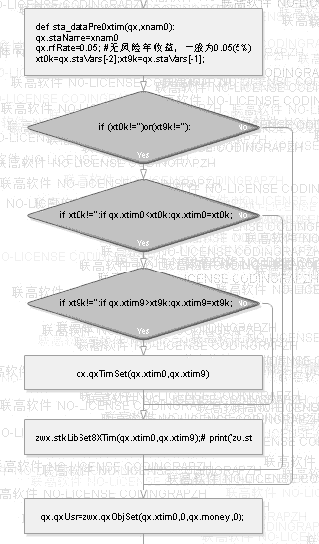 def sta_dataPre0xtim(qx,xnam0):
qx.staName=xnam0
qx.rfRate=0.05; #无风险年收益，一般为0.05(5%)
xt0k=qx.staVars[-2];xt9k=qx.staVars[-1];
if (xt0k!='')or(xt9k!=''):
No
Yes
if xt0k!='':if qx.xtim0<xt0k:qx.xtim0=xt0k;
No
Yes
if xt9k!='':if qx.xtim9>xt9k:qx.xtim9=xt9k;
No
Yes
qx.qxTimSet(qx.xtim0,qx.xtim9)
zwx.stkLibSet8XTim(qx.xtim0,qx.xtim9);# print('zu.st
qx.qxUsr=zwx.qxObjSet(qx.xtim0,0,qx.money,0);
联高软件 NO-LICENSE CODINGRAPZH